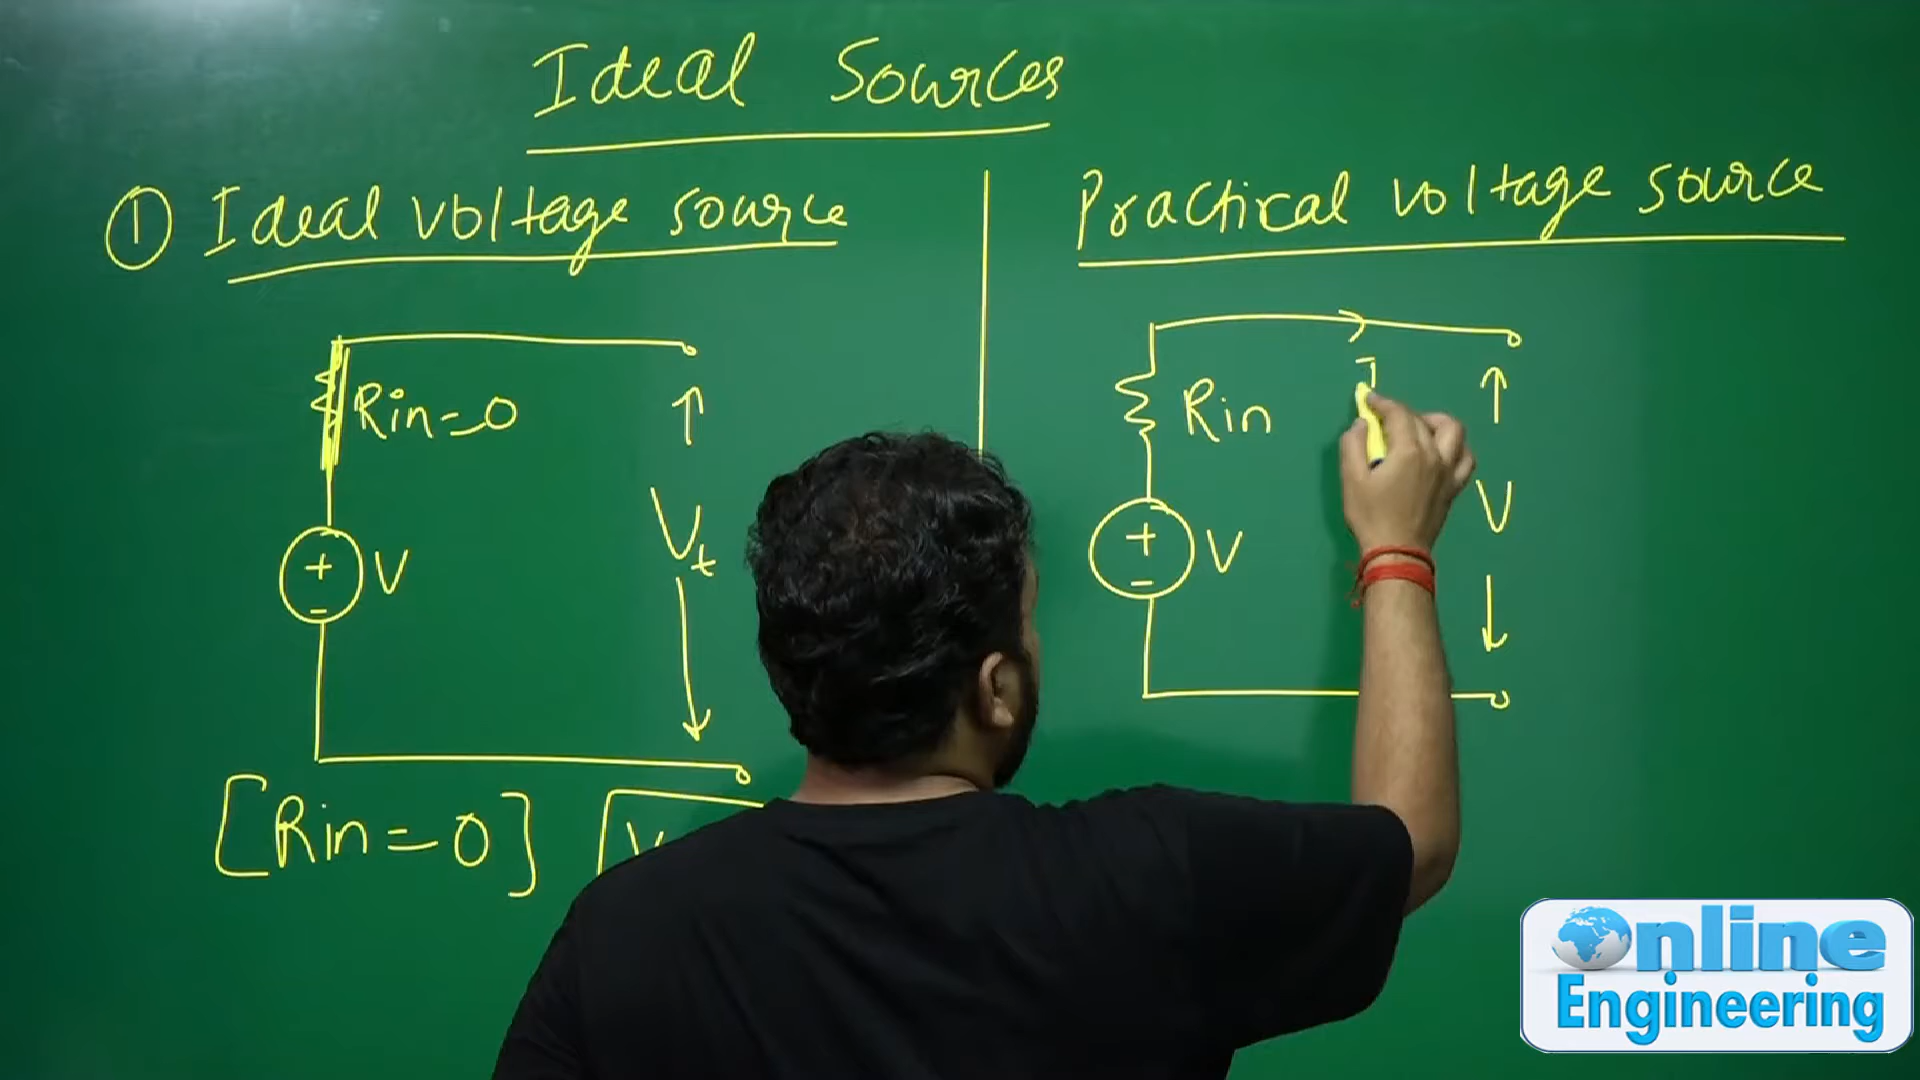 Ideal Sources
① Ideal voltage source
Rin=0
+
-
V
↑
Vt
↓
[Rin=0]
Practical voltage source
Rin
+
-
V
↑
V
↓
Online
Engineering